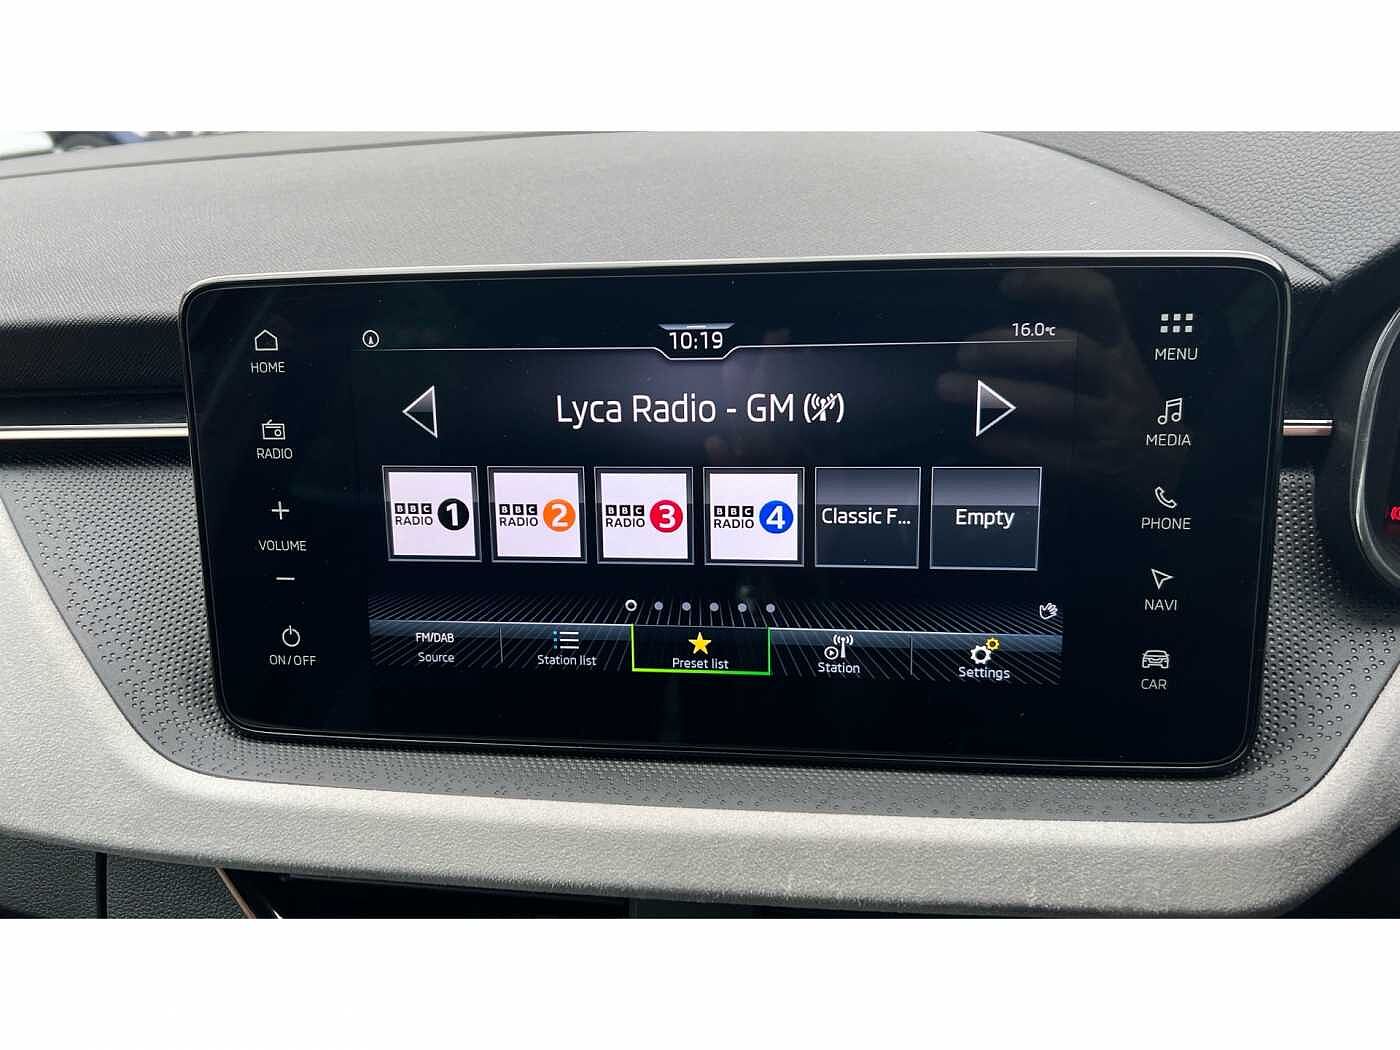 10:19
16.0°C
HOME
RADIO
VOLUME
ON/OFF
Lyca Radio - GM
BBC RADIO 1
BBC RADIO 2
BBC RADIO 3
BBC RADIO 4
Classic F...
Empty
FM/DAB
Source
Station list
Preset list
Station
Settings
MENU
MEDIA
PHONE
NAVI
CAR